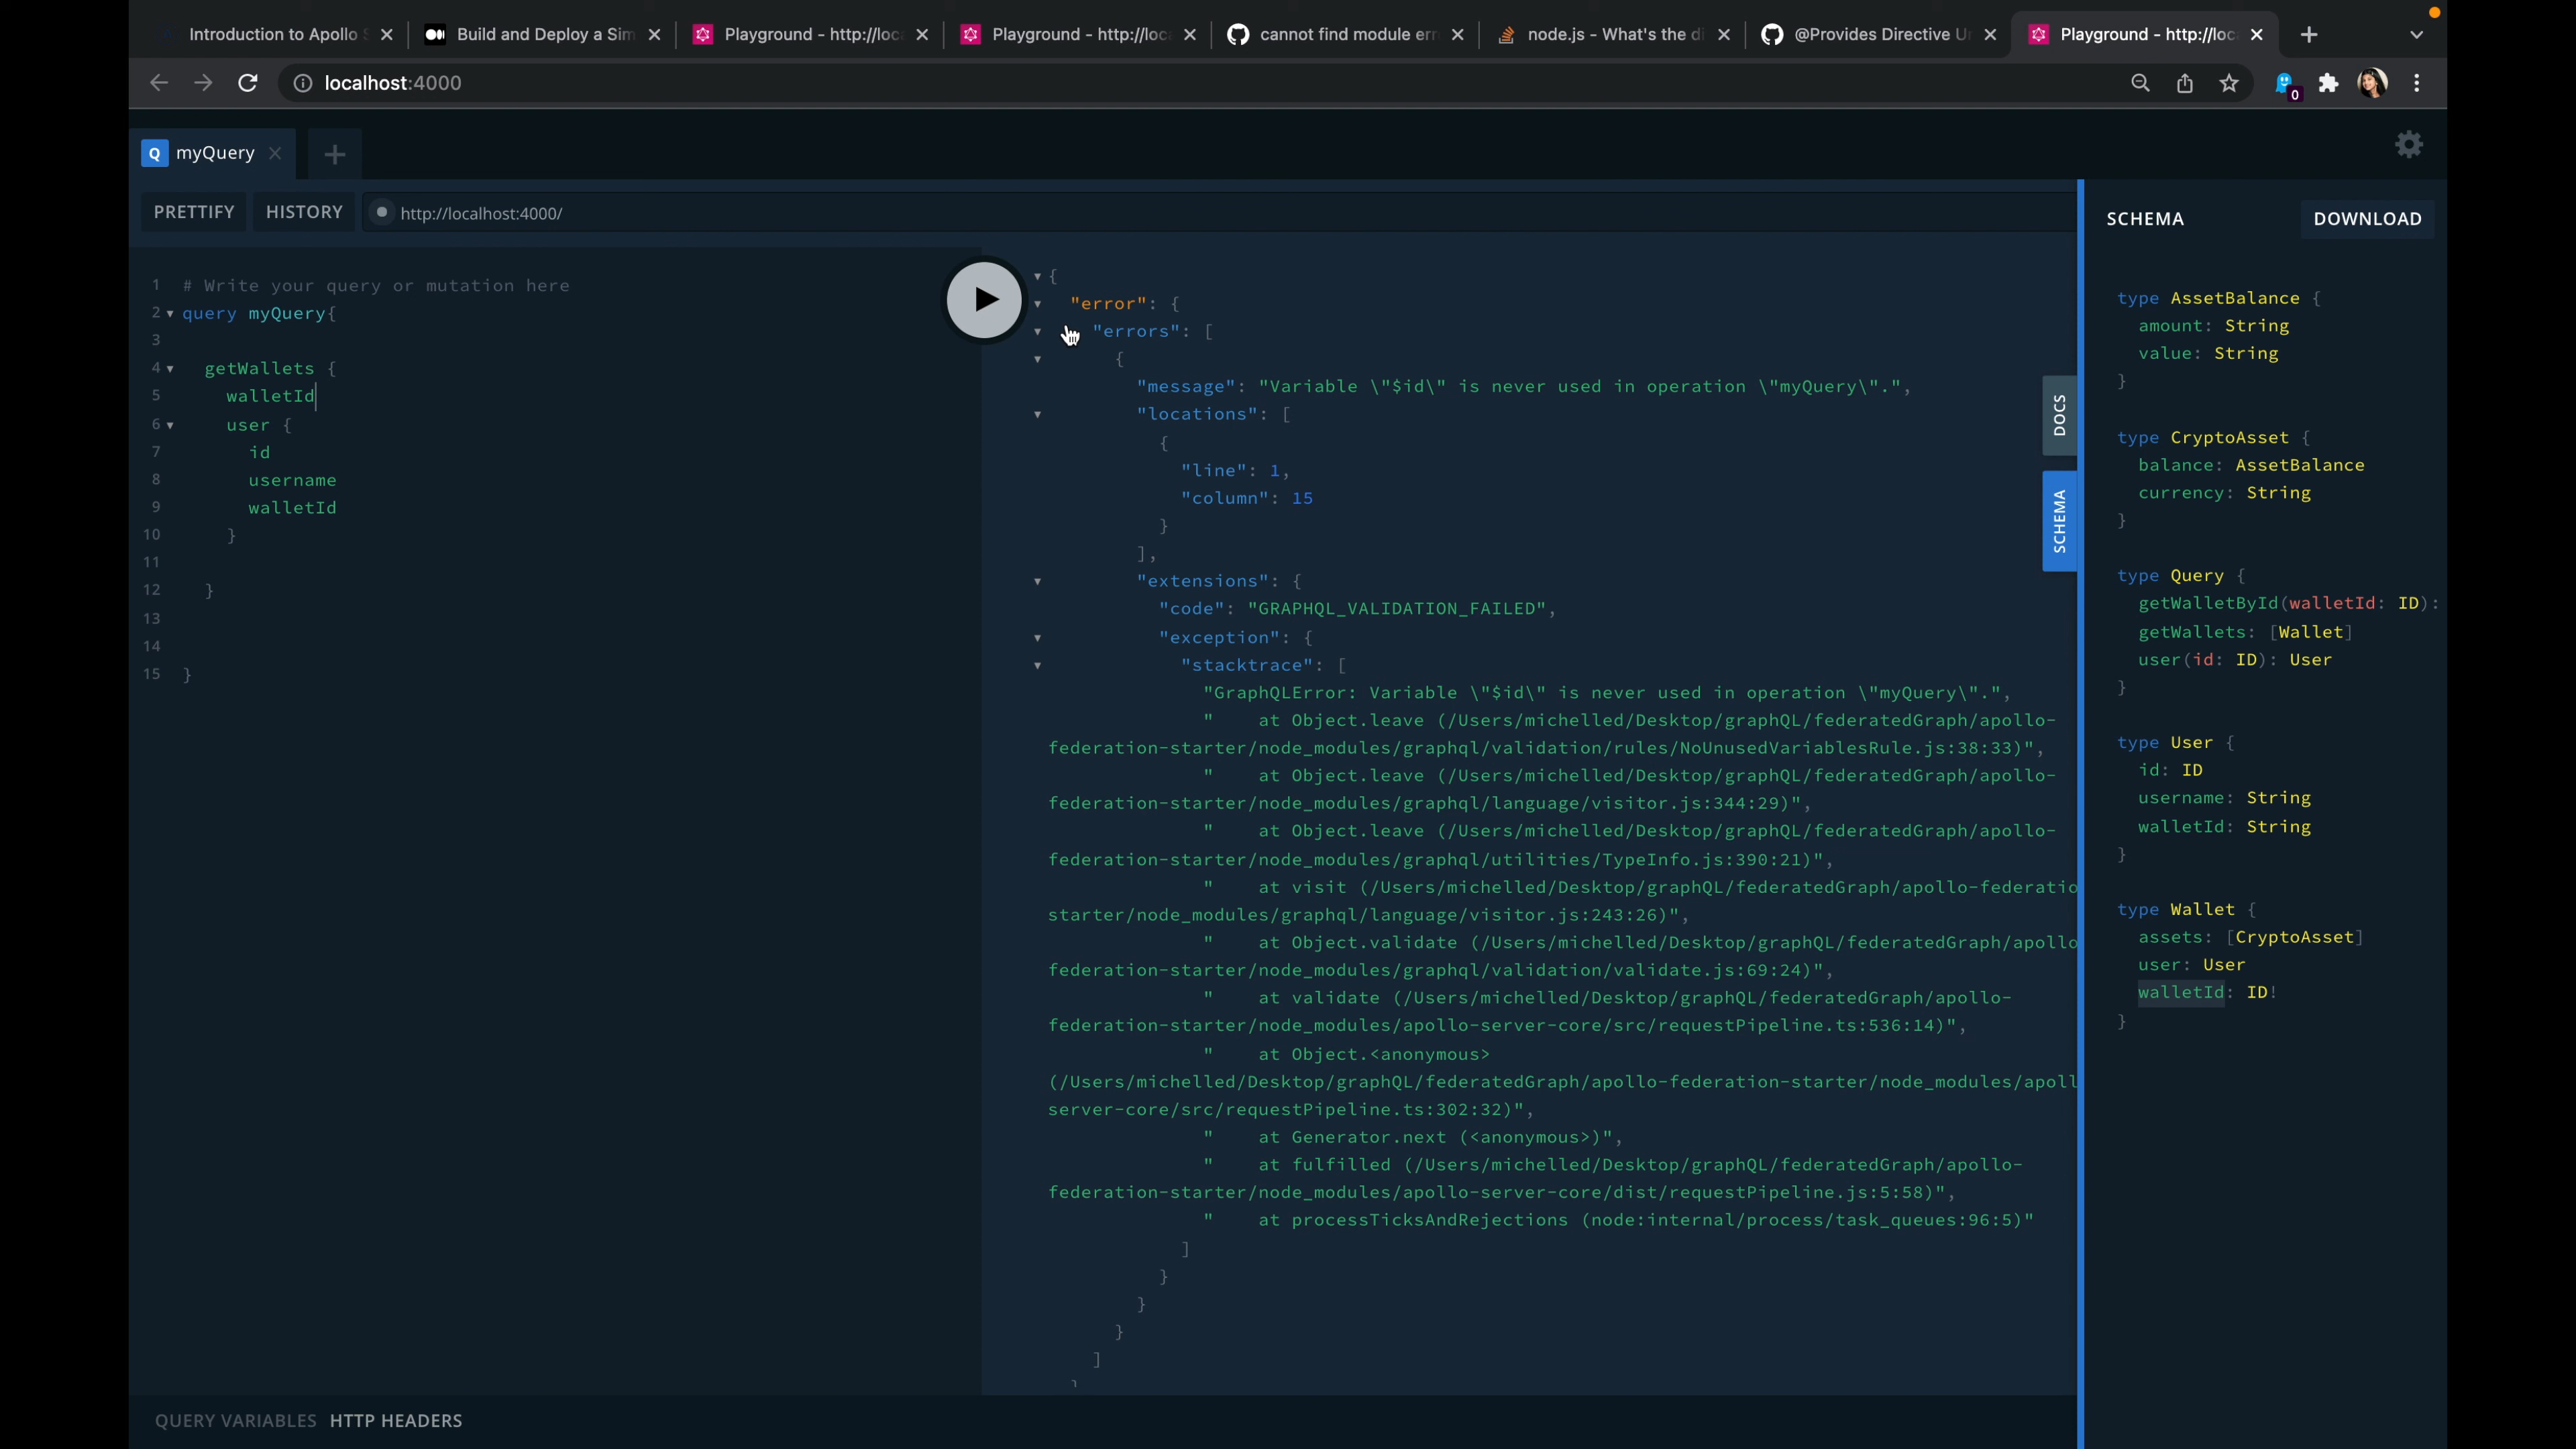 Introduction to Apollo S
Build and Deploy a Sim
Playground - http://loc
Playground - http://loc
cannot find module err
node.js - What's the di
@Provides Directive U
Playground - http://loc
localhost:4000
0
Q myQuery
PRETTIFY
HISTORY
http://localhost:4000/
1 # Write your query or mutation here
2 query myQuery{
3
4 getWallets {
5 walletId
6 user {
7 id
8 username
9 walletId
10 }
11
12 }
13
14
15 }
{
"error": {
"errors": [
{
"message": "Variable \"$id\" is never used in operation \"myQuery\".",
"locations": [
{
"line": 1,
"column": 15
}
],
"extensions": {
"code": "GRAPHQL_VALIDATION_FAILED",
"exception": {
"stacktrace": [
"GraphQLError: Variable \"$id\" is never used in operation \"myQuery\".",
" at Object.leave (/Users/michelled/Desktop/graphQL/federatedGraph/apollo-
federation-starter/node_modules/graphql/validation/rules/NoUnusedVariablesRule.js:38:33)",
" at Object.leave (/Users/michelled/Desktop/graphQL/federatedGraph/apollo-
federation-starter/node_modules/graphql/language/visitor.js:344:29)",
" at Object.leave (/Users/michelled/Desktop/graphQL/federatedGraph/apollo-
federation-starter/node_modules/graphql/utilities/TypeInfo.js:390:21)",
" at visit (/Users/michelled/Desktop/graphQL/federatedGraph/apollo-federatio
starter/node_modules/graphql/language/visitor.js:243:26)",
" at Object.validate (/Users/michelled/Desktop/graphQL/federatedGraph/apollo
federation-starter/node_modules/graphql/validation/validate.js:69:24)",
" at validate (/Users/michelled/Desktop/graphQL/federatedGraph/apollo-
federation-starter/node_modules/apollo-server-core/src/requestPipeline.ts:536:14)",
" at Object.<anonymous>
(/Users/michelled/Desktop/graphQL/federatedGraph/apollo-federation-starter/node_modules/apoll
server-core/src/requestPipeline.ts:302:32)",
" at Generator.next (<anonymous>)",
" at fulfilled (/Users/michelled/Desktop/graphQL/federatedGraph/apollo-
federation-starter/node_modules/apollo-server-core/dist/requestPipeline.js:5:58)",
" at processTicksAndRejections (node:internal/process/task_queues:96:5)"
]
}
}
}
]
}
DOCS
SCHEMA
SCHEMA
DOWNLOAD
type AssetBalance {
amount: String
value: String
}
type CryptoAsset {
balance: AssetBalance
currency: String
}
type Query {
getWalletById(walletId: ID):
getWallets: [Wallet]
user(id: ID): User
}
type User {
id: ID
username: String
walletId: String
}
type Wallet {
assets: [CryptoAsset]
user: User
walletId: ID!
}
QUERY VARIABLES
HTTP HEADERS